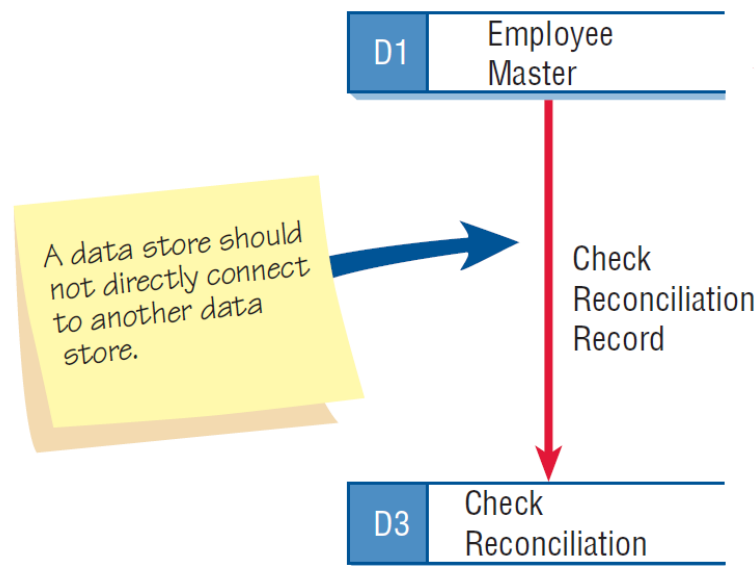 D1
Employee
Master
A data store should
not directly connect
to another data
store.
Check
Reconciliation
Record
D3
Check
Reconciliation